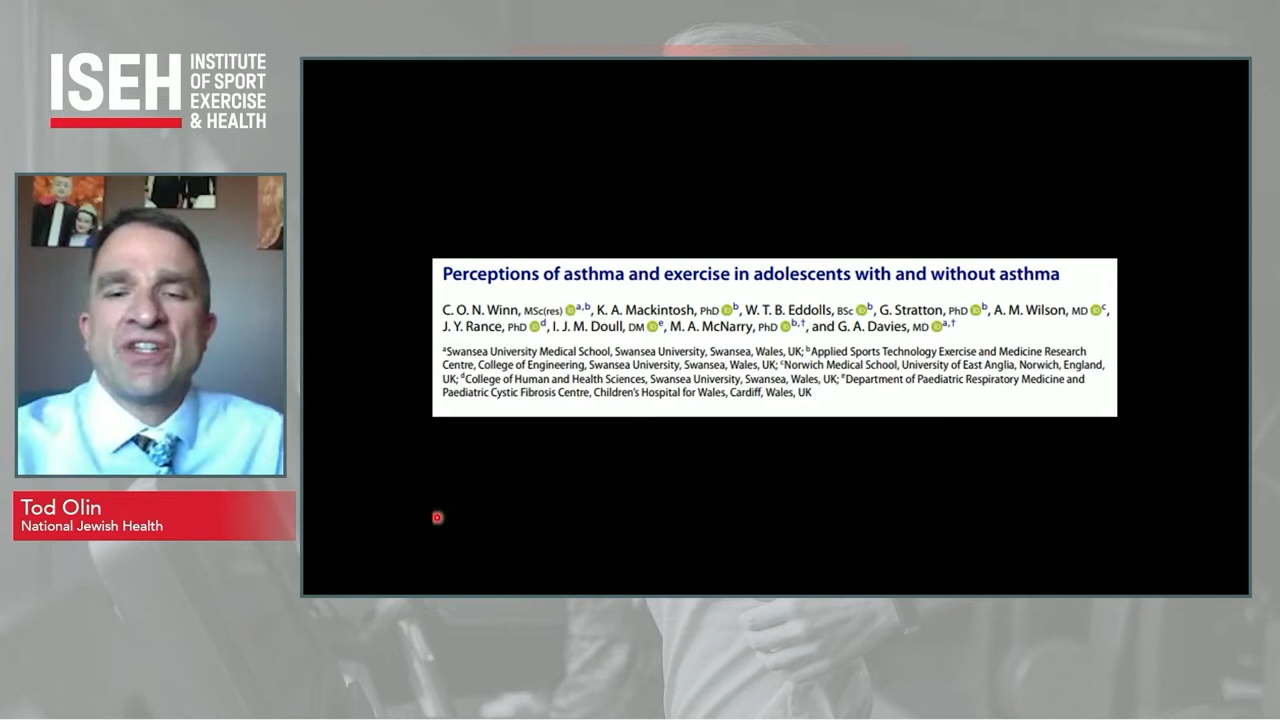 ISEH
INSTITUTE
OF SPORT
EXERCISE
& HEALTH
Tod Olin
National Jewish Health
Perceptions of asthma and exercise in adolescents with and without asthma
C. O. N. Winn, MSc(res) a,b, K. A. Mackintosh, PhD b, W. T. B. Eddolls, BSc b, G. Stratton, PhD b, A. M. Wilson, MD c,
J. Y. Rance, PhD d, I. J. M. Doull, DM e, M. A. McNarry, PhD b,†, and G. A. Davies, MD a,†
aSwansea University Medical School, Swansea University, Swansea, Wales, UK; bApplied Sports Technology Exercise and Medicine Research
Centre, College of Engineering, Swansea University, Swansea, Wales, UK; cNorwich Medical School, University of East Anglia, Norwich, England,
UK; dCollege of Human and Health Sciences, Swansea University, Swansea, Wales, UK; eDepartment of Paediatric Respiratory Medicine and
Paediatric Cystic Fibrosis Centre, Children's Hospital for Wales, Cardiff, Wales, UK